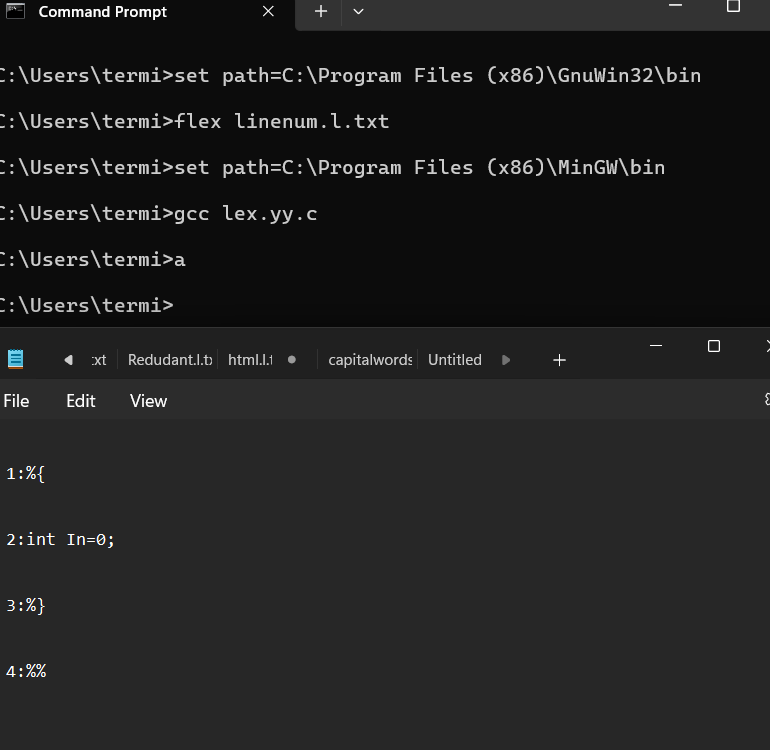 Command Prompt
C:\Users\termi>set path=C:\Program Files (x86)\GnuWin32\bin
C:\Users\termi>flex linenum.l.txt
C:\Users\termi>set path=C:\Program Files (x86)\MinGW\bin
C:\Users\termi>gcc lex.yy.c
C:\Users\termi>a
C:\Users\termi>
xt Redudant.l.tx html.l.t capitalwords Untitled
File Edit View
1:%{
2:int In=0;
3:%}
4:%%